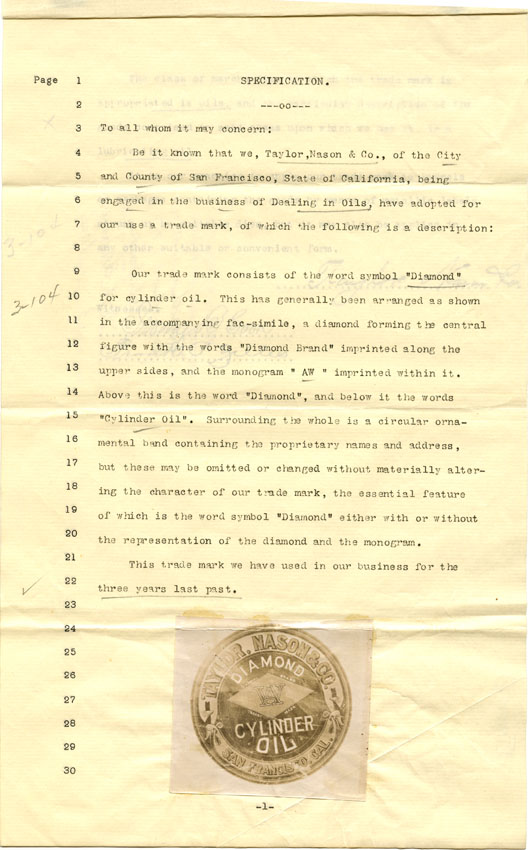 Page 1 SPECIFICATION.
2 ---oo---
3 To all whom it may concern:
4 Be it known that we, Taylor,Nason & Co., of the City
5 and County of San Francisco, State of California, being
6 engaged in the business of Dealing in Oils, have adopted for
7 our use a trade mark, of which the following is a description:
8
9 Our trade mark consists of the word symbol "Diamond"
3-104
10 for cylinder oil. This has generally been arranged as shown
11 in the accompanying fac-simile, a diamond forming the central
12 figure with the words "Diamond Brand" imprinted along the
13 upper sides, and the monogram " AW " imprinted within it.
14 Above this is the word "Diamond", and below it the words
15 "Cylinder Oil". Surrounding the whole is a circular orna-
16 mental band containing the proprietary names and address,
17 but these may be omitted or changed without materially alter-
18 ing the character of our trade mark, the essential feature
19 of which is the word symbol "Diamond" either with or without
20 the representation of the diamond and the monogram.
21 This trade mark we have used in our business for the
22 three years last past.
23
24
25
26
27
28
29
30
TAYLOR, NASON & CO.
DIAMOND
AW
CYLINDER
OIL
SAN FRANCISCO CAL.
-1-